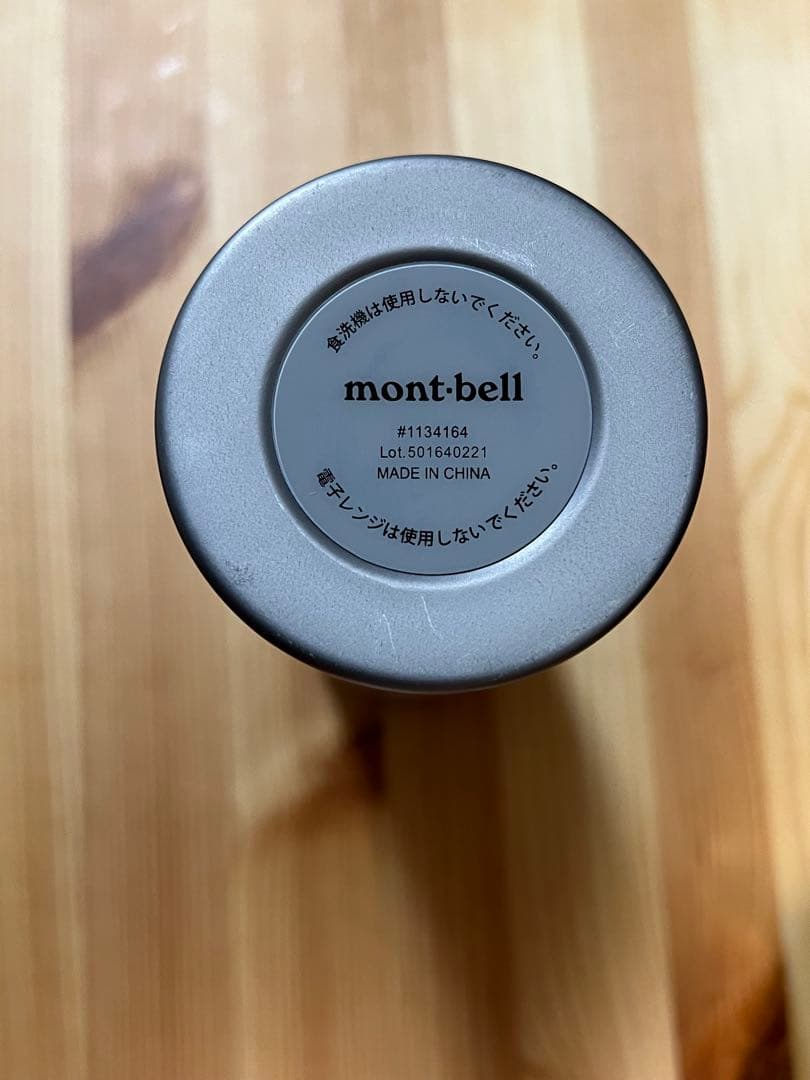 食洗機は使用しないでください。
mont·bell
#1134164
Lot.501640221
MADE IN CHINA
電子レンジは使用しないでください。